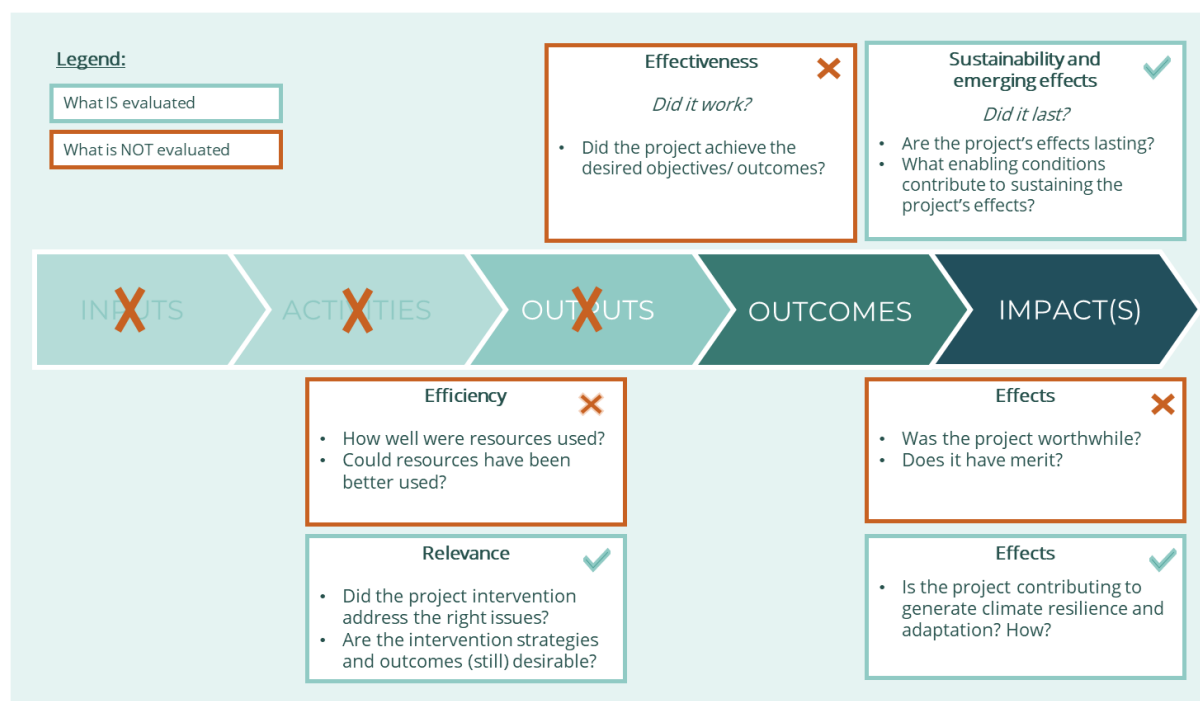 Legend:
What IS evaluated
What is NOT evaluated
Effectiveness
Did it work?
• Did the project achieve the
desired objectives/ outcomes?
Sustainability and
emerging effects
Did it last?
• Are the project's effects lasting?
• What enabling conditions
contribute to sustaining the
project's effects?
INPUTS
ACTIVITIES
OUTPUTS
OUTCOMES
IMPACT(S)
Efficiency
• How well were resources used?
• Could resources have been
better used?
Effects
• Was the project worthwhile?
• Does it have merit?
Relevance
• Did the project intervention
address the right issues?
• Are the intervention strategies
and outcomes (still) desirable?
Effects
• Is the project contributing to
generate climate resilience and
adaptation? How?